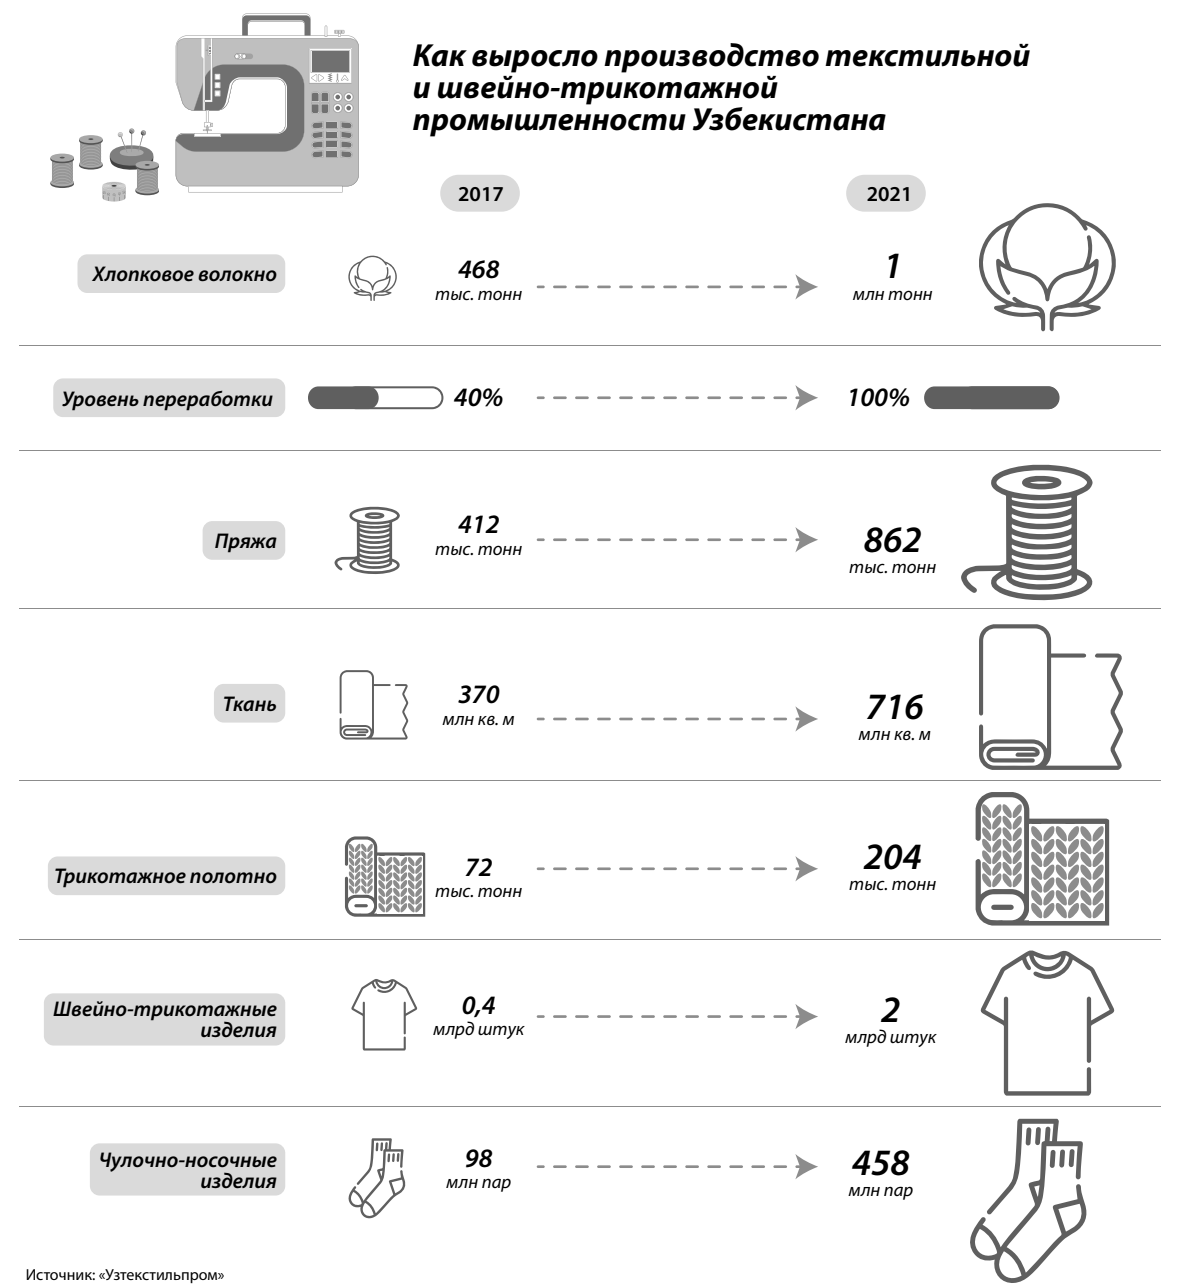 Как выросло производство текстильной
и швейно-трикотажной
промышленности Узбекистана
2017
2021
Хлопковое волокно
468
тыс. тонн
1
млн тонн
Уровень переработки
40%
100%
Пряжа
412
тыс. тонн
862
тыс. тонн
Ткань
370
млн кв. м
716
млн кв. м
Трикотажное полотно
72
тыс. тонн
204
тыс. тонн
Швейно-трикотажные
изделия
0,4
млрд штук
2
млрд штук
Чулочно-носочные
изделия
98
млн пар
458
млн пар
Источник: «Узтекстильпром»